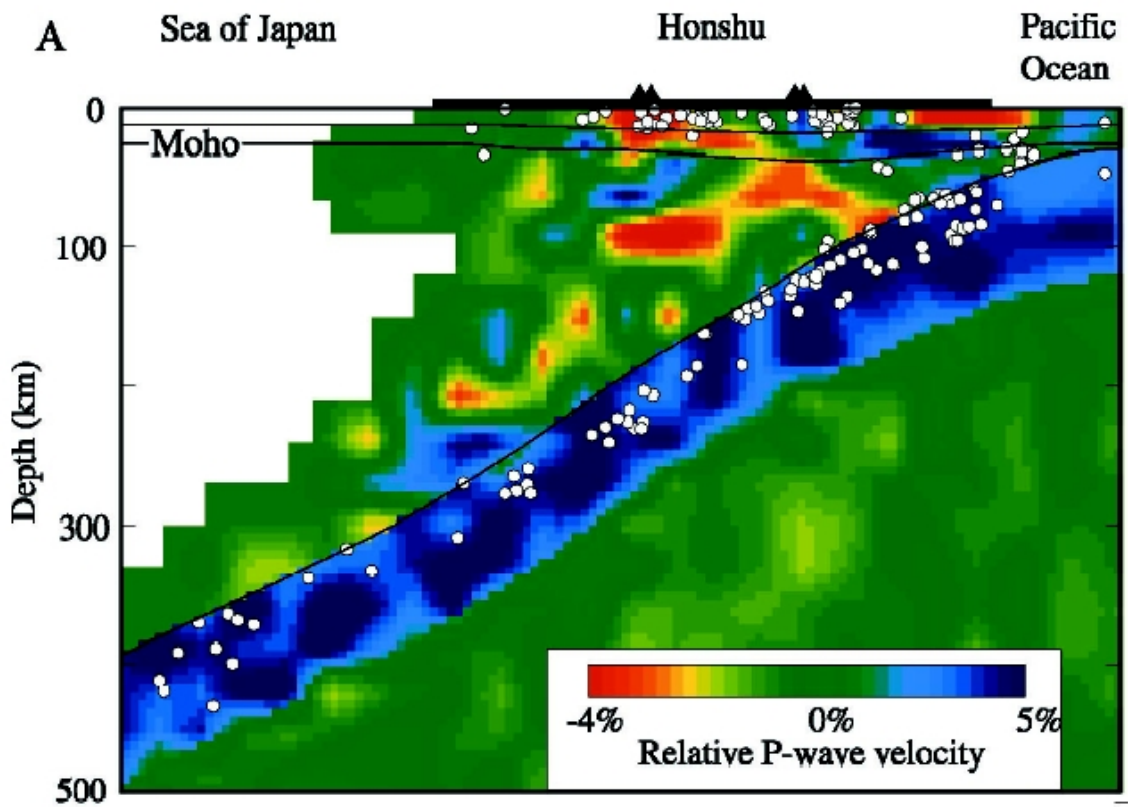 A
Sea of Japan
Honshu
Pacific
Ocean
0
Moho
100
Depth (km)
300
500
-4%
0%
5%
Relative P-wave velocity